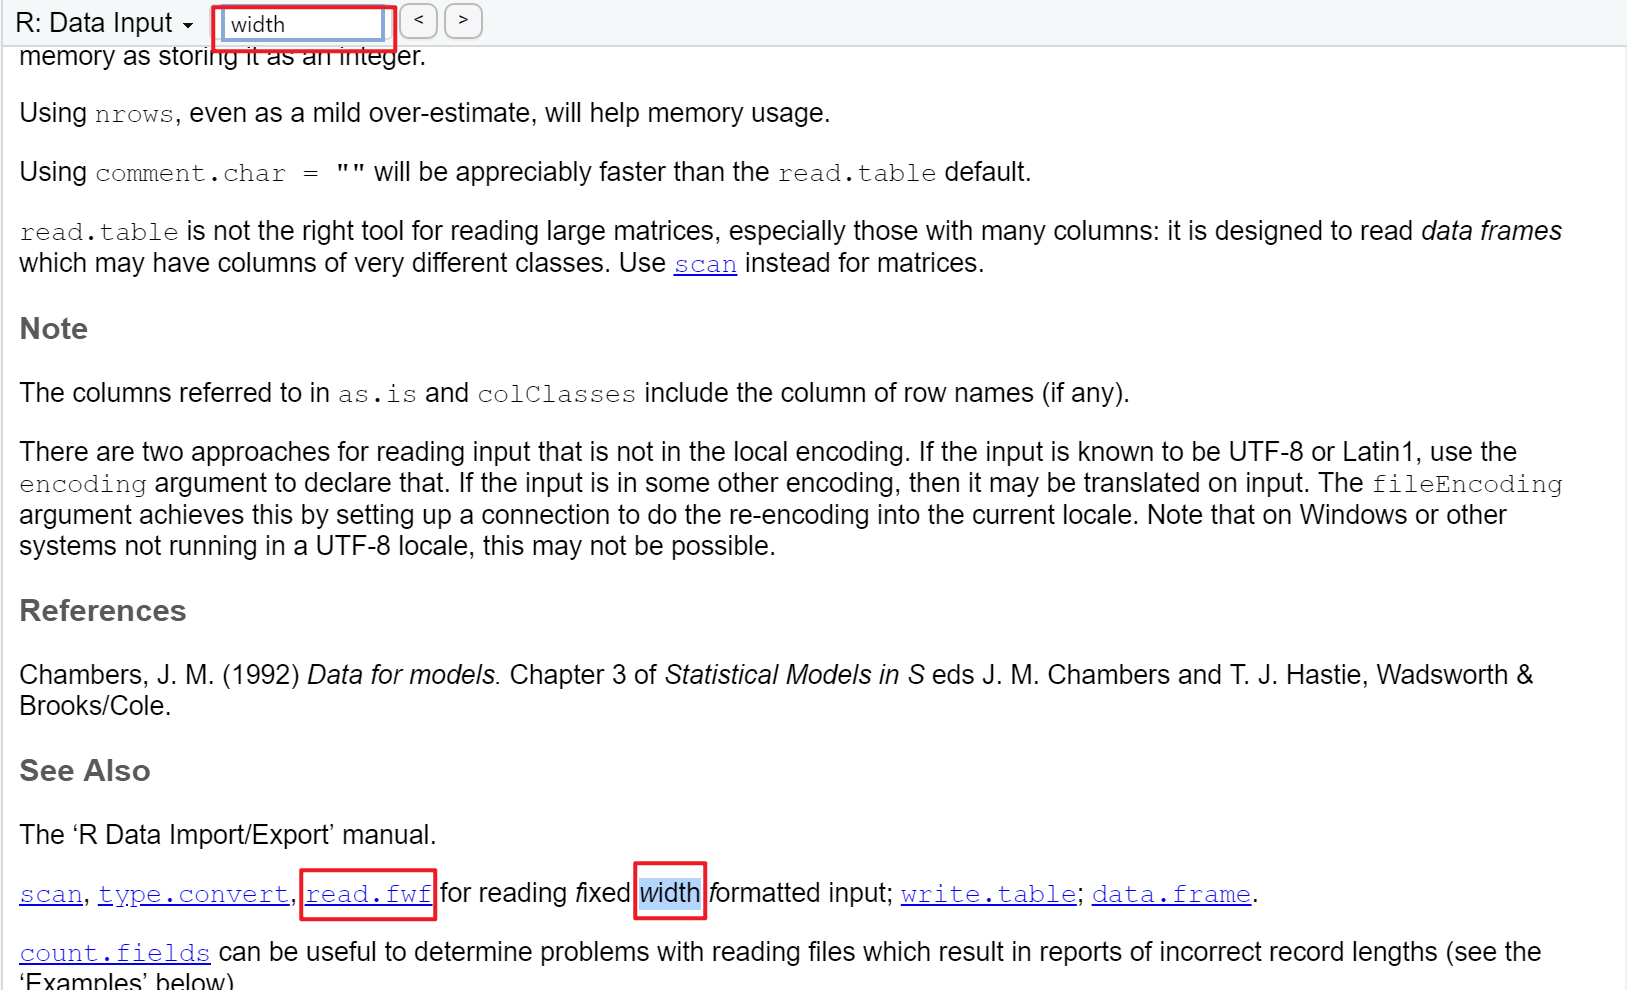 R: Data Input
width
<
>
memory as storing it as an integer.
Using nrows, even as a mild over-estimate, will help memory usage.
Using comment.char = "" will be appreciably faster than the read.table default.
read.table is not the right tool for reading large matrices, especially those with many columns: it is designed to read data frames
which may have columns of very different classes. Use scan instead for matrices.
Note
The columns referred to in as.is and colClasses include the column of row names (if any).
There are two approaches for reading input that is not in the local encoding. If the input is known to be UTF-8 or Latin1, use the
encoding argument to declare that. If the input is in some other encoding, then it may be translated on input. The fileEncoding
argument achieves this by setting up a connection to do the re-encoding into the current locale. Note that on Windows or other
systems not running in a UTF-8 locale, this may not be possible.
References
Chambers, J. M. (1992) Data for models. Chapter 3 of Statistical Models in S eds J. M. Chambers and T. J. Hastie, Wadsworth &
Brooks/Cole.
See Also
The ‘R Data Import/Export’ manual.
scan, type.convert, read.fwf for reading fixed width formatted input; write.table; data.frame.
count.fields can be useful to determine problems with reading files which result in reports of incorrect record lengths (see the
‘Examples’ below)